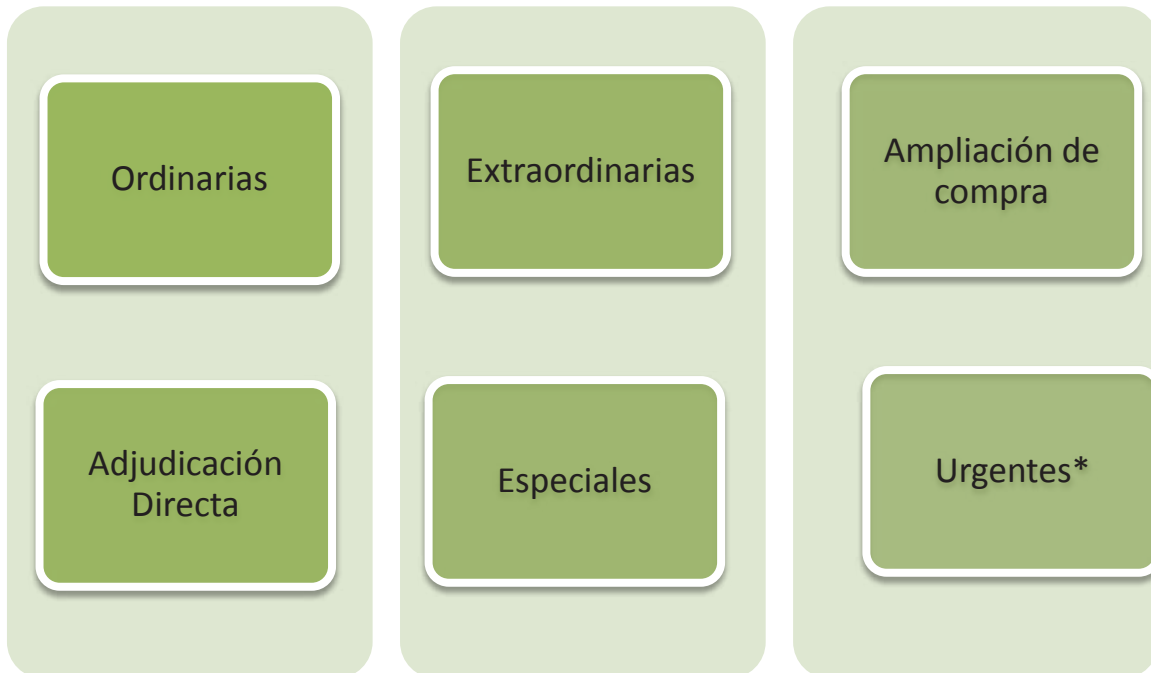 Ordinarias
Adjudicación
Directa
Extraordinarias
Especiales
Ampliación de
compra
Urgentes*